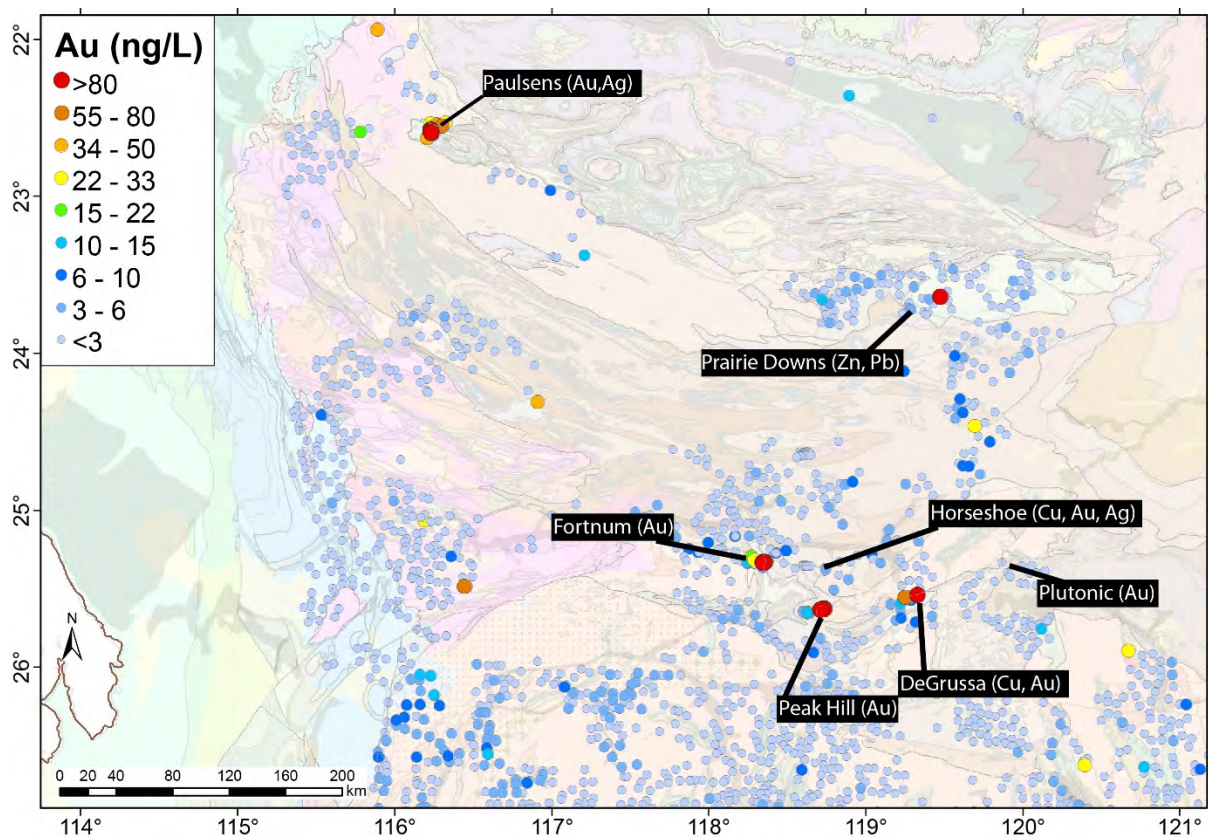 Au (ng/L)
>80
55 - 80
34 - 50
22 - 33
15 - 22
10 - 15
6 - 10
3 - 6
<3
22°
23°
24°
25°
26°
Paulsens (Au,Ag)
Prairie Downs (Zn, Pb)
Horseshoe (Cu, Au, Ag)
Fortnum (Au)
Plutonic (Au)
DeGrussa (Cu, Au)
Peak Hill (Au)
N
0 20 40 80 120 160 200
km
114 115 116 117 118 119 120 121°